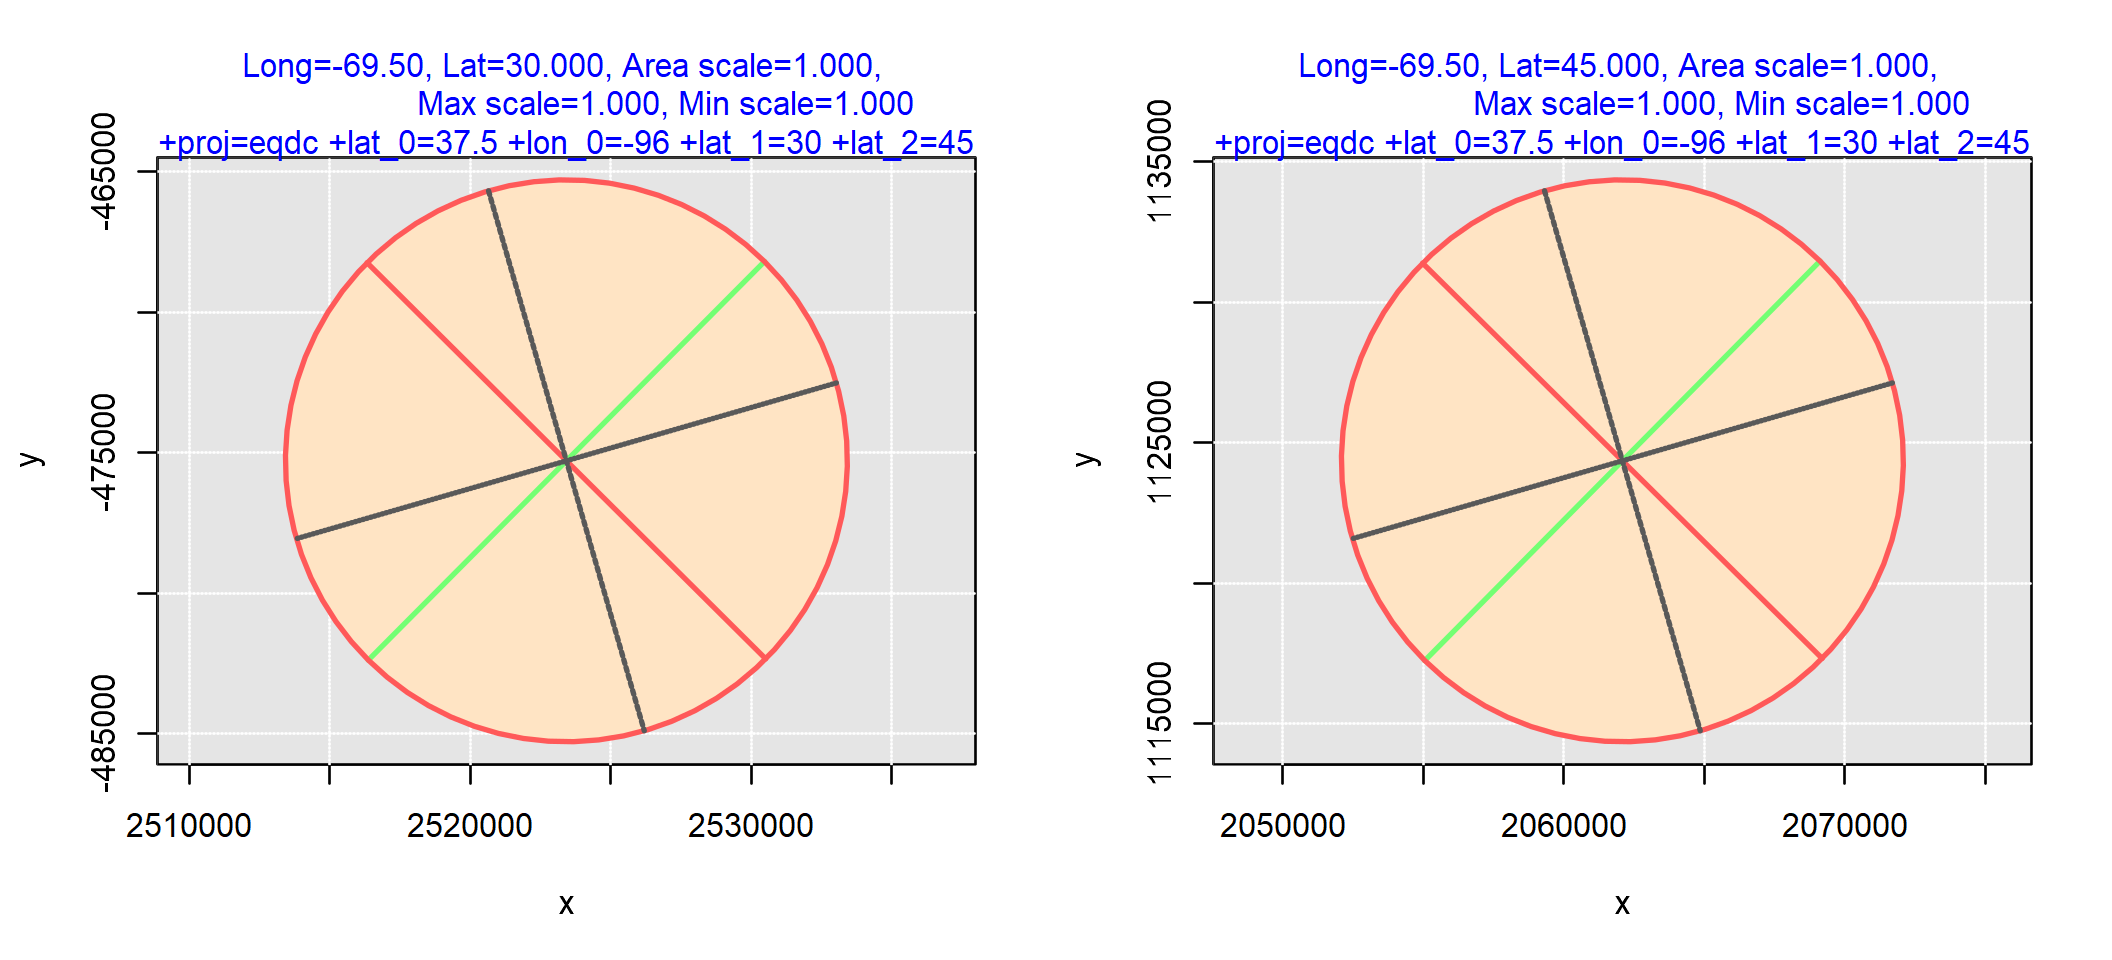 Long=-69.50, Lat=30.000, Area scale=1.000,
Max scale=1.000, Min scale=1.000
+proj=eqdc +lat_0=37.5 +lon_0=-96 +lat_1=30 +lat_2=45
-465000
-475000
-485000
y
2510000 2520000 2530000
x
Long=-69.50, Lat=45.000, Area scale=1.000,
Max scale=1.000, Min scale=1.000
+proj=eqdc +lat_0=37.5 +lon_0=-96 +lat_1=30 +lat_2=45
1135000
1125000
1115000
y
2050000 2060000 2070000
x